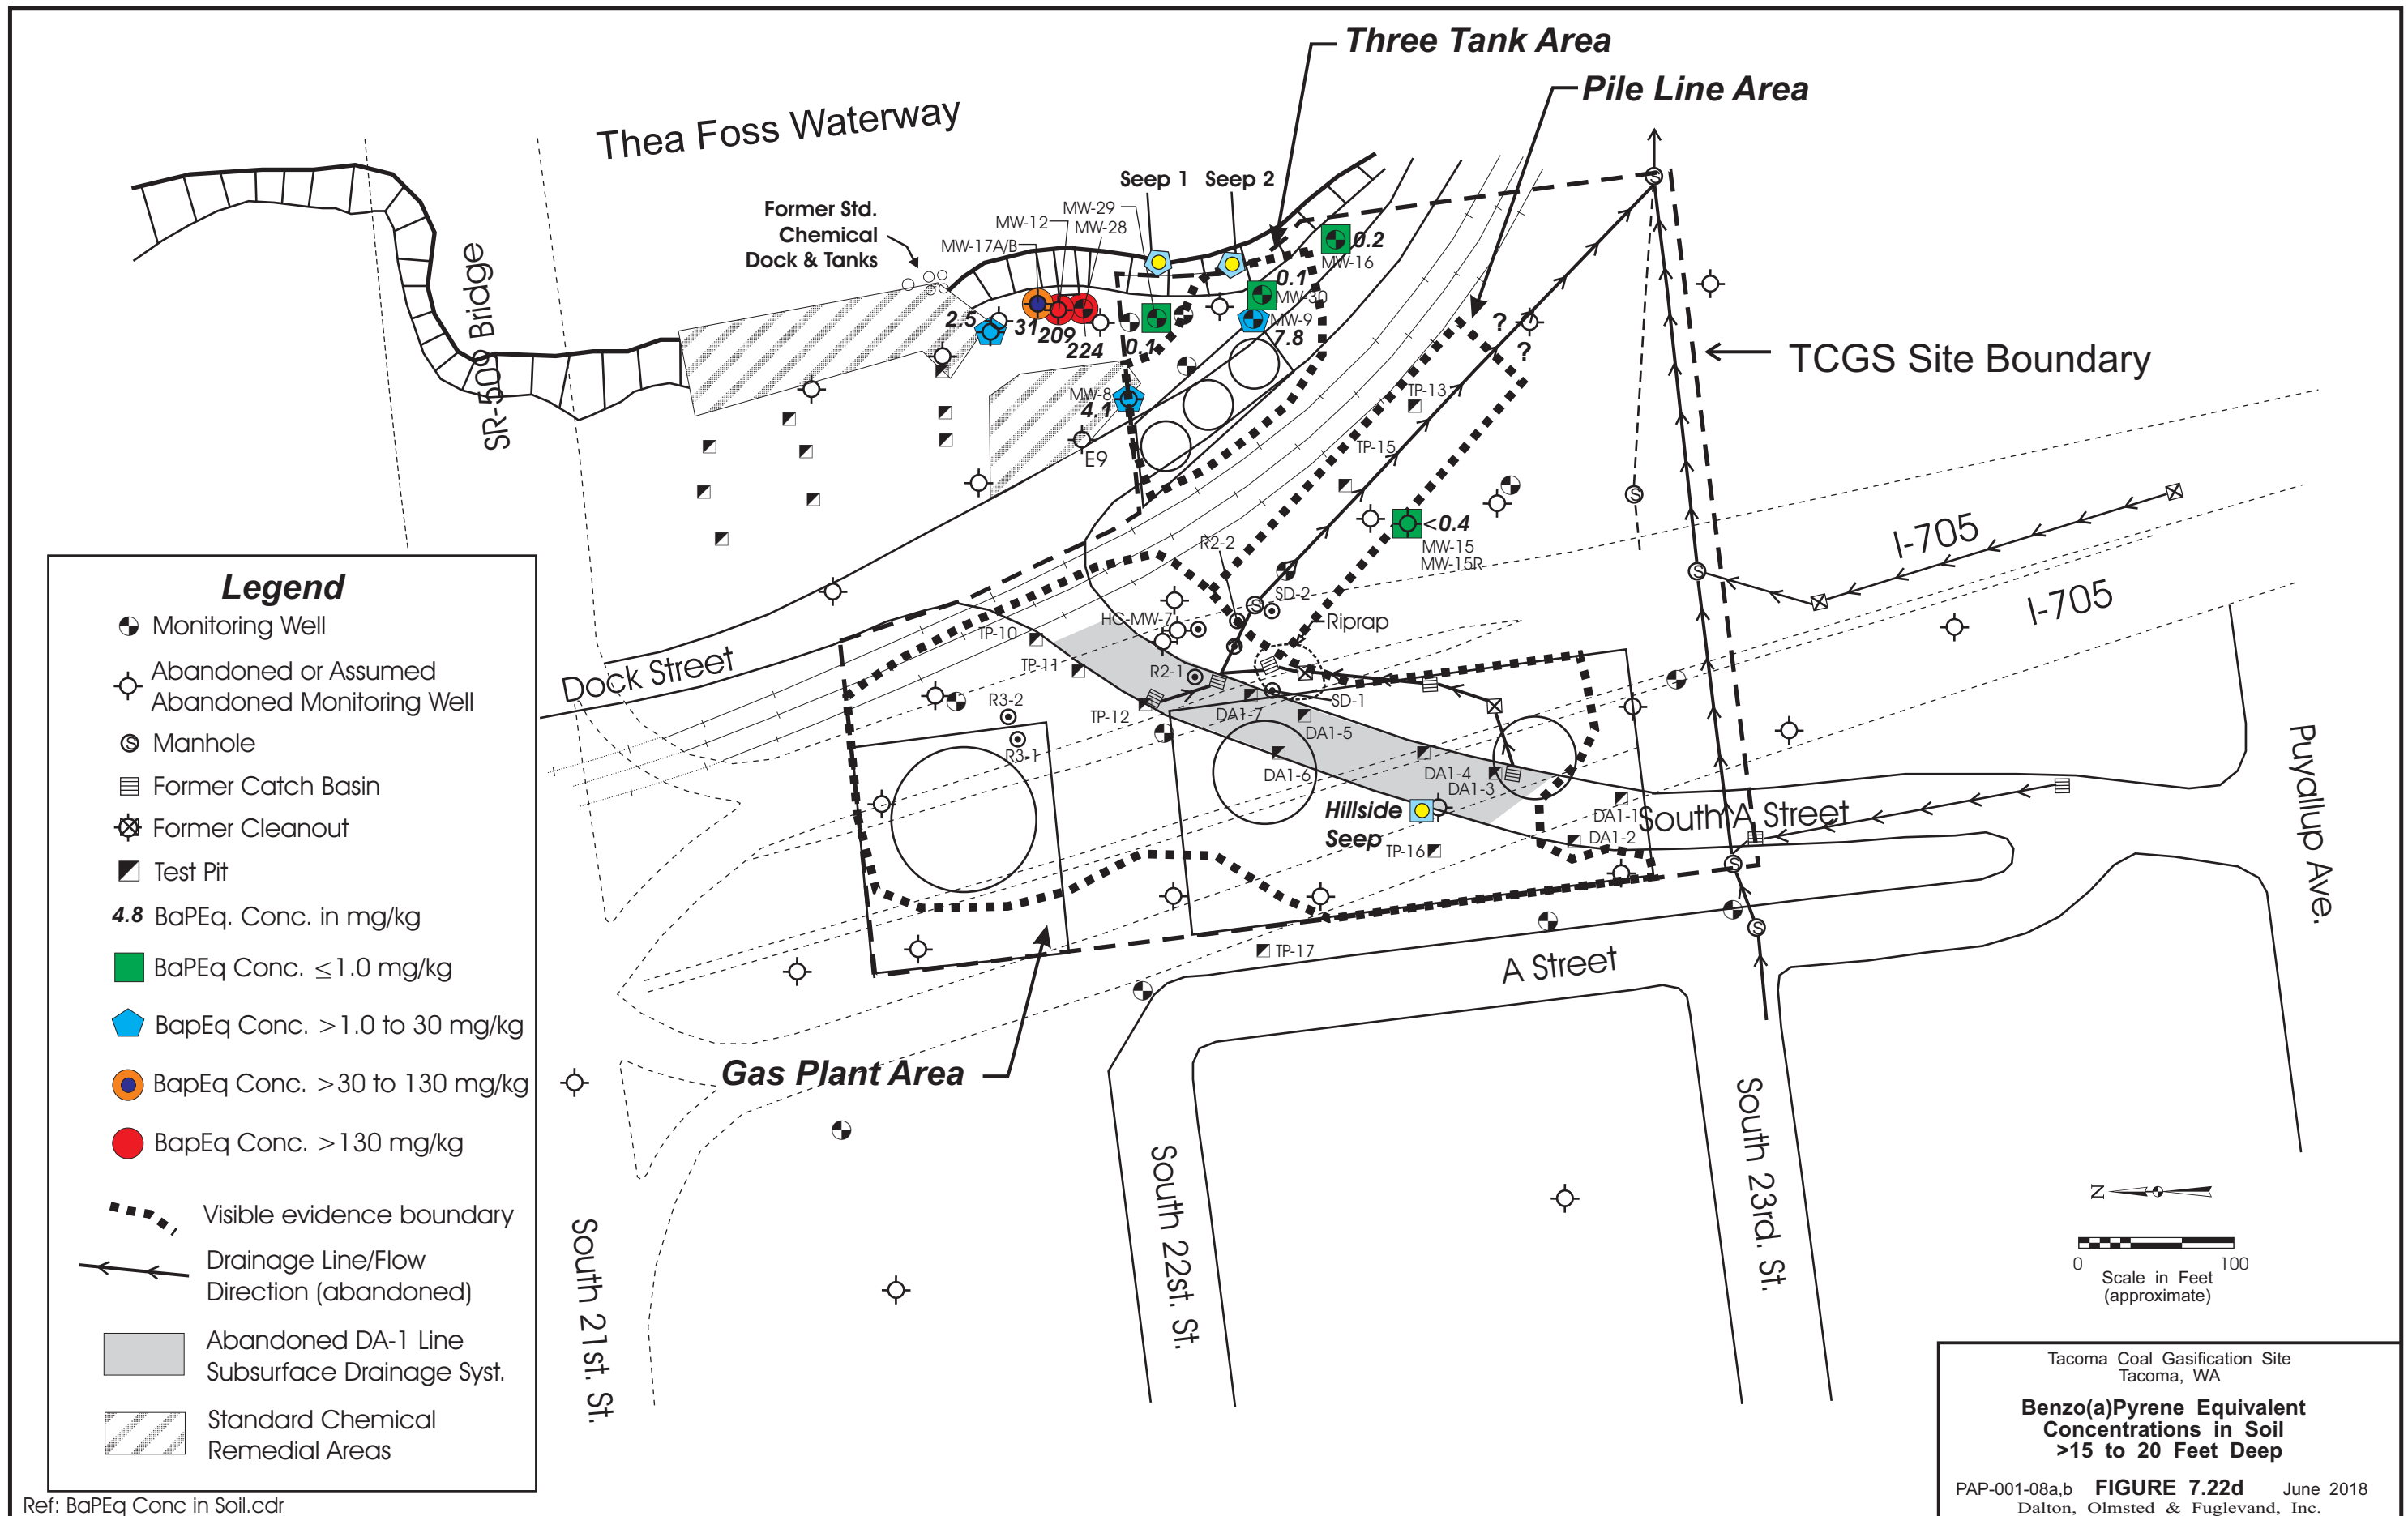 Three Tank Area
Pile Line Area
Thea Foss Waterway
Seep 1
Seep 2
Former Std.
Chemical
Dock & Tanks
MW-29
MW-12
MW-28
MW-17A/B
0.2
MW-16
0.1
MW-30
MW-9
7.8
2.5
31
209
224
0.1
?
?
TCGS Site Boundary
SR-509 Bridge
MW-8
4.1
E9
TP-13
TP-15
<0.4
MW-15
MW-15R
R2-2
SD-2
I-705
I-705
HC-MW-7
Riprap
TP-10
TP-11
R2-1
Dock Street
R3-2
TP-12
DA1-7
SD-1
DA1-5
R3-1
DA1-6
DA1-4
DA1-3
Hillside
Seep
DA1-1
South A Street
DA1-2
TP-16
TP-17
A Street
Puyallup Ave.
Gas Plant Area
South 21st. St.
South 22st. St.
South 23rd. St.
Legend
Monitoring Well
Abandoned or Assumed
Abandoned Monitoring Well
S Manhole
Former Catch Basin
Former Cleanout
Test Pit
4.8 BaPEq. Conc. in mg/kg
BaPEq Conc. ≤1.0 mg/kg
BapEq Conc. >1.0 to 30 mg/kg
BapEq Conc. >30 to 130 mg/kg
BapEq Conc. >130 mg/kg
Visible evidence boundary
Drainage Line/Flow
Direction (abandoned)
Abandoned DA-1 Line
Subsurface Drainage Syst.
Standard Chemical
Remedial Areas
N
0 100
Scale in Feet
(approximate)
Tacoma Coal Gasification Site
Tacoma, WA
Benzo(a)Pyrene Equivalent
Concentrations in Soil
>15 to 20 Feet Deep
PAP-001-08a,b FIGURE 7.22d June 2018
Dalton, Olmsted & Fuglevand, Inc.
Ref: BaPEq Conc in Soil.cdr